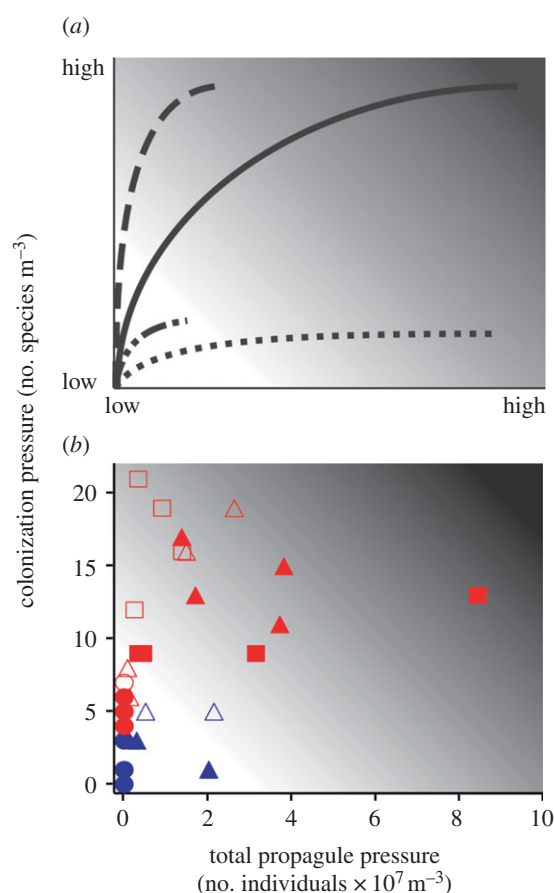 (a)
high
low
low high
colonization pressure (no. species m⁻³)
(b)
20
15
10
5
0
0 2 4 6 8 10
total propagule pressure
(no. individuals × 10⁷ m⁻³)